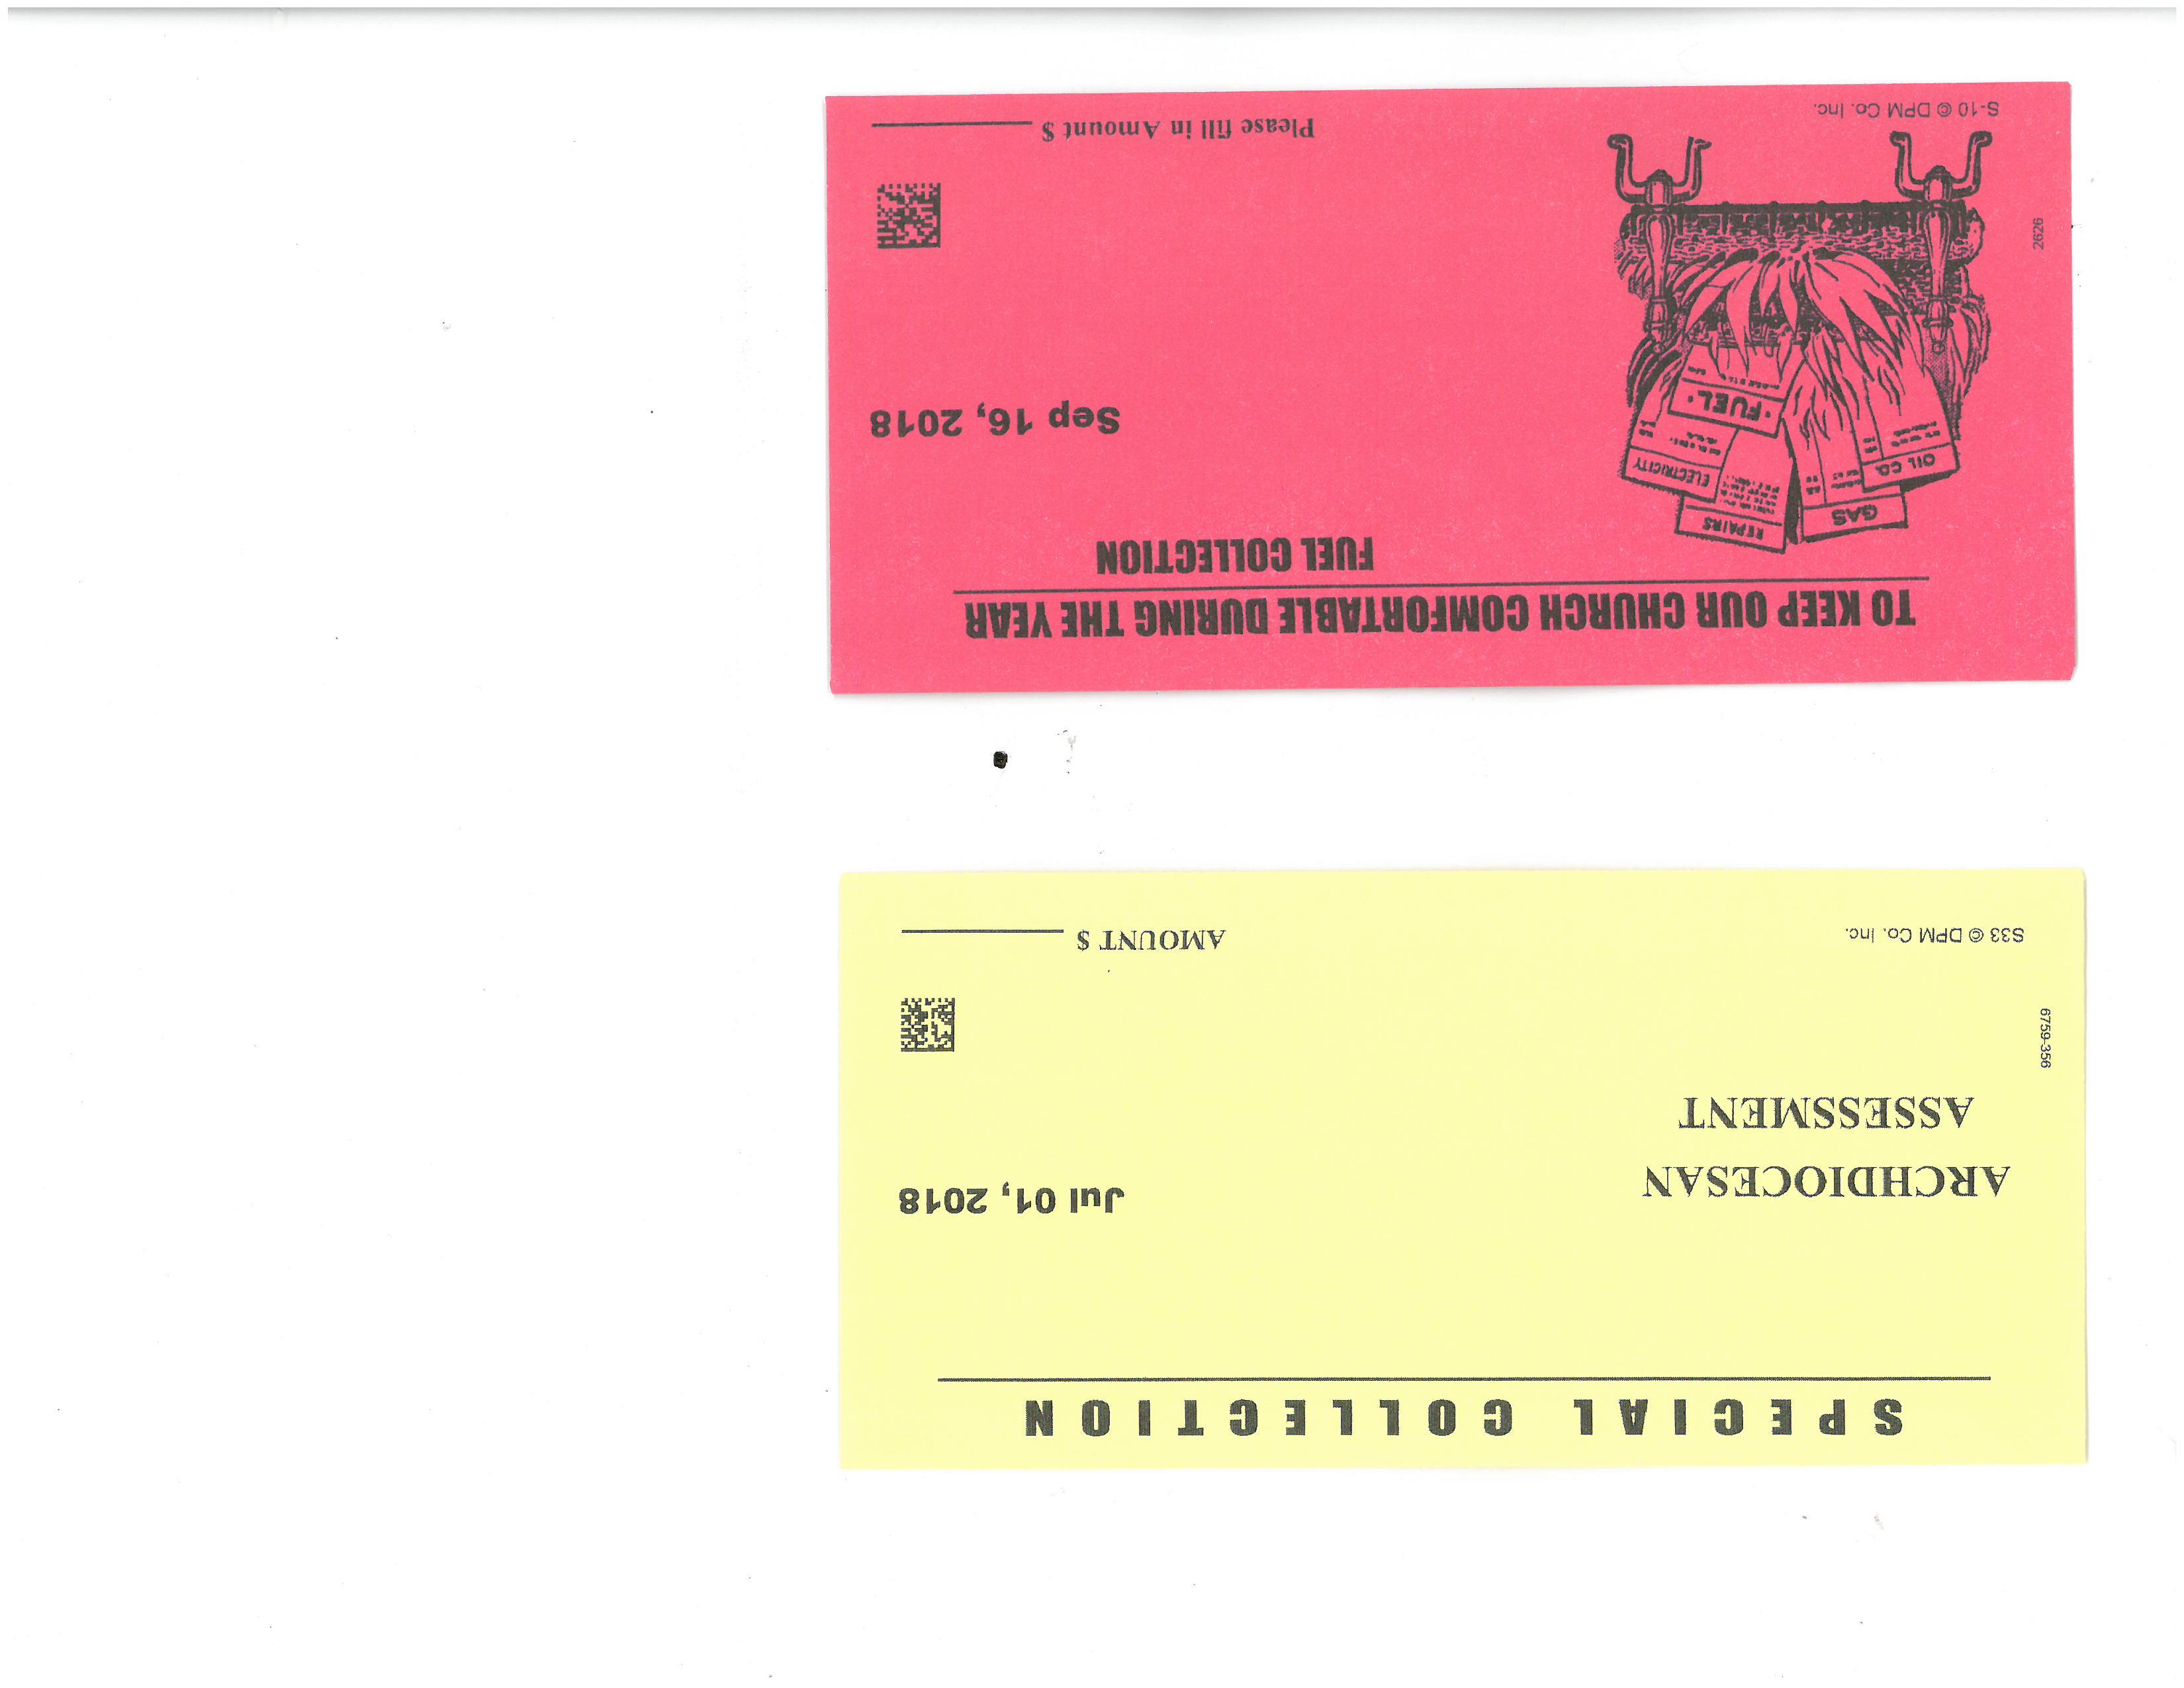 SPECIAL COLLECTION
Jul 01, 2018
ARCHDIOCESAN
ASSESSMENT
6759-356
AMOUNT $
S33 © DPM Co. Inc.
TO KEEP OUR CHURCH COMFORTABLE DURING THE YEAR
FUEL COLLECTION
REPAIRS
GAS
ELECTRICITY
OIL CO.
Sep 16, 2018
·FUEL·
2626
Please fill in Amount $
S-10 © DPM Co. Inc.